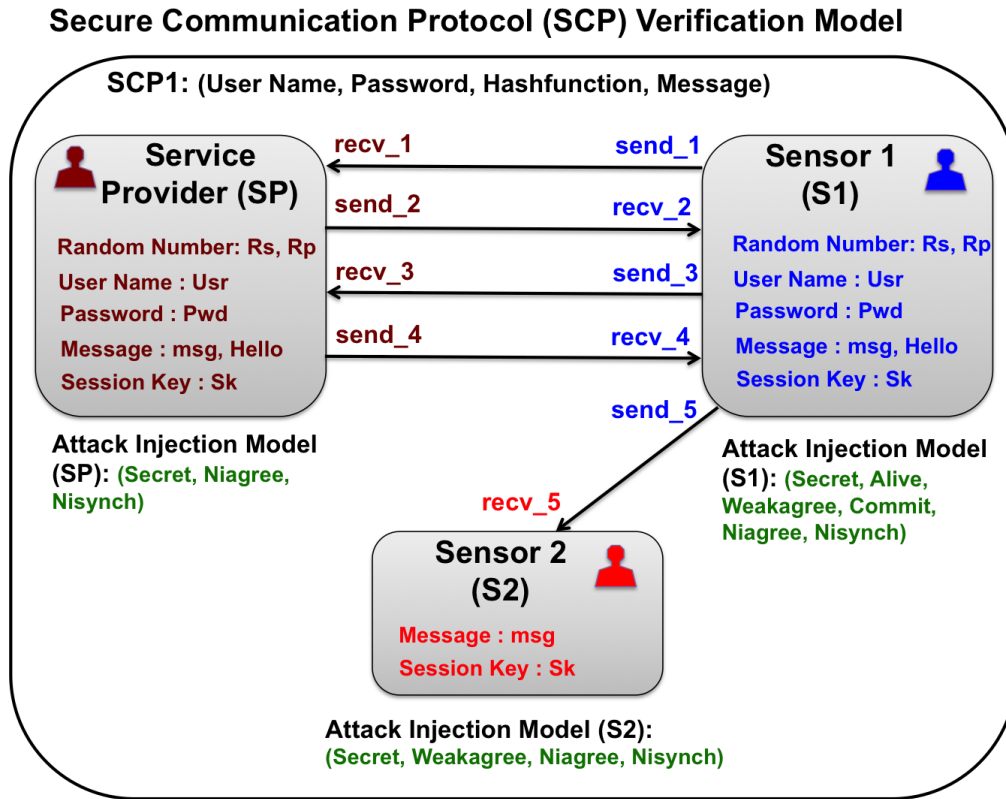 Secure Communication Protocol (SCP) Verification Model
SCP1: (User Name, Password, Hashfunction, Message)
Service
Provider (SP)
Random Number: Rs, Rp
User Name : Usr
Password : Pwd
Message : msg, Hello
Session Key : Sk
recv_1
send_1
send_2
recv_2
recv_3
send_3
send_4
recv_4
send_5
recv_5
Sensor 1
(S1)
Random Number: Rs, Rp
User Name : Usr
Password : Pwd
Message : msg, Hello
Session Key : Sk
Attack Injection Model
(SP): (Secret, Niagree,
Nisynch)
Attack Injection Model
(S1): (Secret, Alive,
Weakagree, Commit,
Niagree, Nisynch)
Sensor 2
(S2)
Message : msg
Session Key : Sk
Attack Injection Model (S2):
(Secret, Weakagree, Niagree, Nisynch)